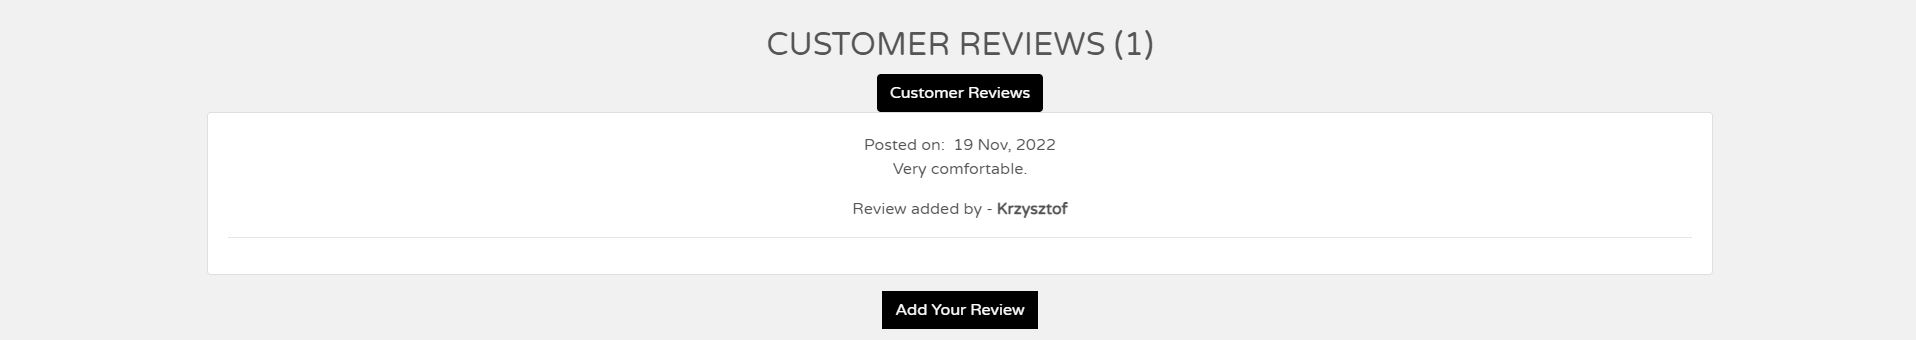 CUSTOMER REVIEWS (1)
Customer Reviews
Posted on:  19 Nov, 2022
Very comfortable.
Review added by - Krzysztof
Add Your Review